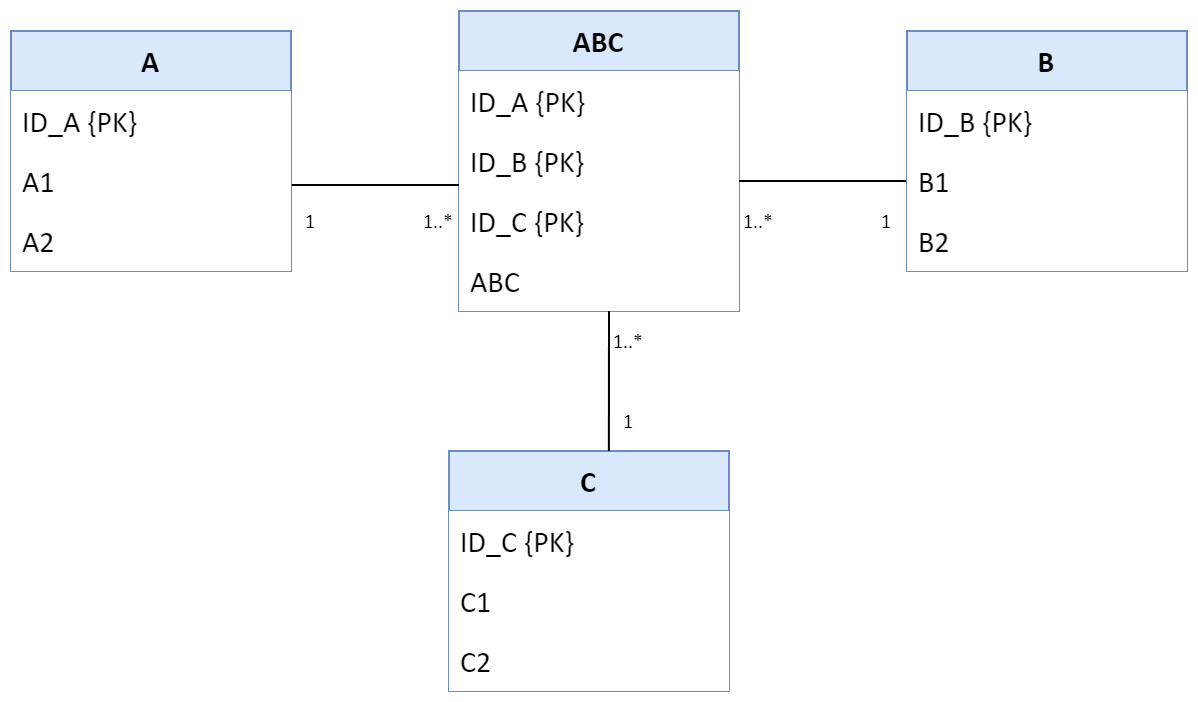 A
ID_A {PK}
A1
A2
1
1..*
ABC
ID_A {PK}
ID_B {PK}
ID_C {PK}
ABC
1..*
1
B
ID_B {PK}
B1
B2
1..*
1
C
ID_C {PK}
C1
C2